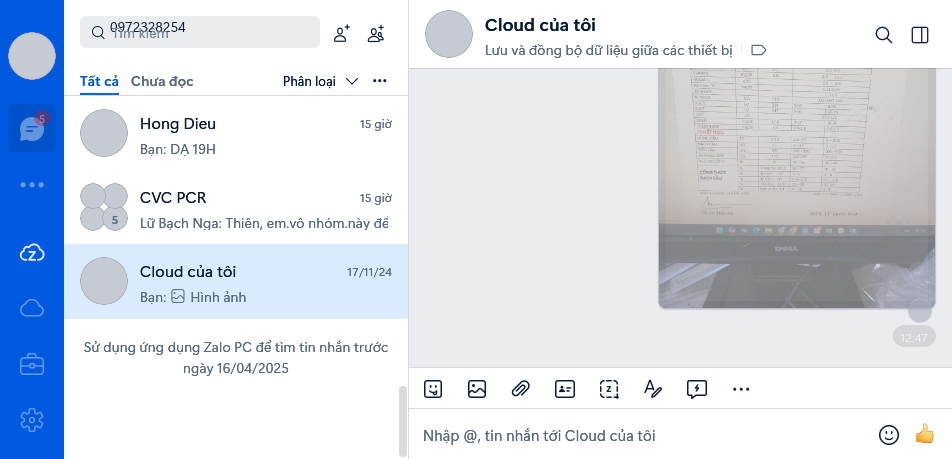 0972328254
Tìm kiếm
Tất cả
Chưa đọc
Phân loại
5
Hong Dieu
15 giờ
Bạn: DẠ 19H
CVC PCR
15 giờ
5
Lữ Bạch Nga: Thiên, em.vô nhóm.này để
Cloud của tôi
17/11/24
Bạn: Hình ảnh
Sử dụng ứng dụng Zalo PC để tìm tin nhắn trước
ngày 16/04/2025
Cloud của tôi
Lưu và đồng bộ dữ liệu giữa các thiết bị
DELL
12:47
Nhập @, tin nhắn tới Cloud của tôi